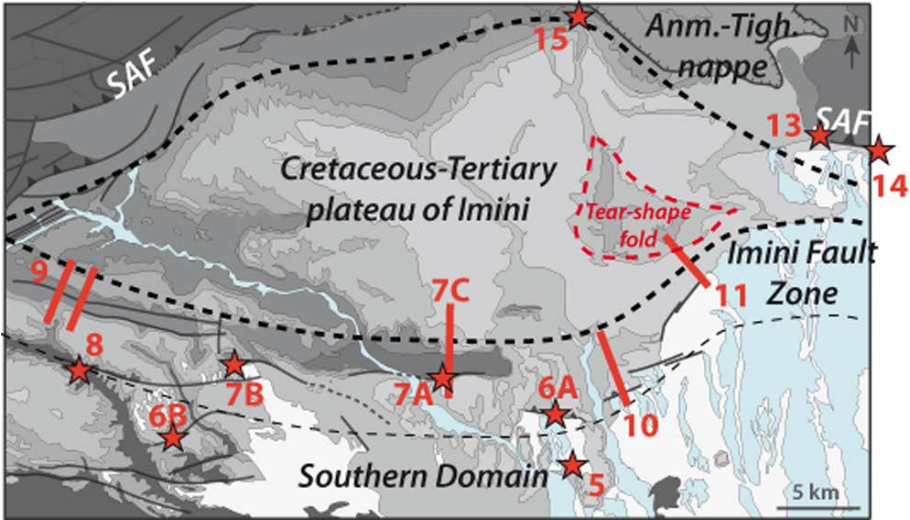 Anm.-Tigh.
nappe
N
15
SAF
13
SAF
14
Cretaceous-Tertiary
plateau of Imini
Tear-shape
fold
Imini Fault
Zone
9
7C
11
8
7B
7A
6A
6B
10
Southern Domain
5
5 km